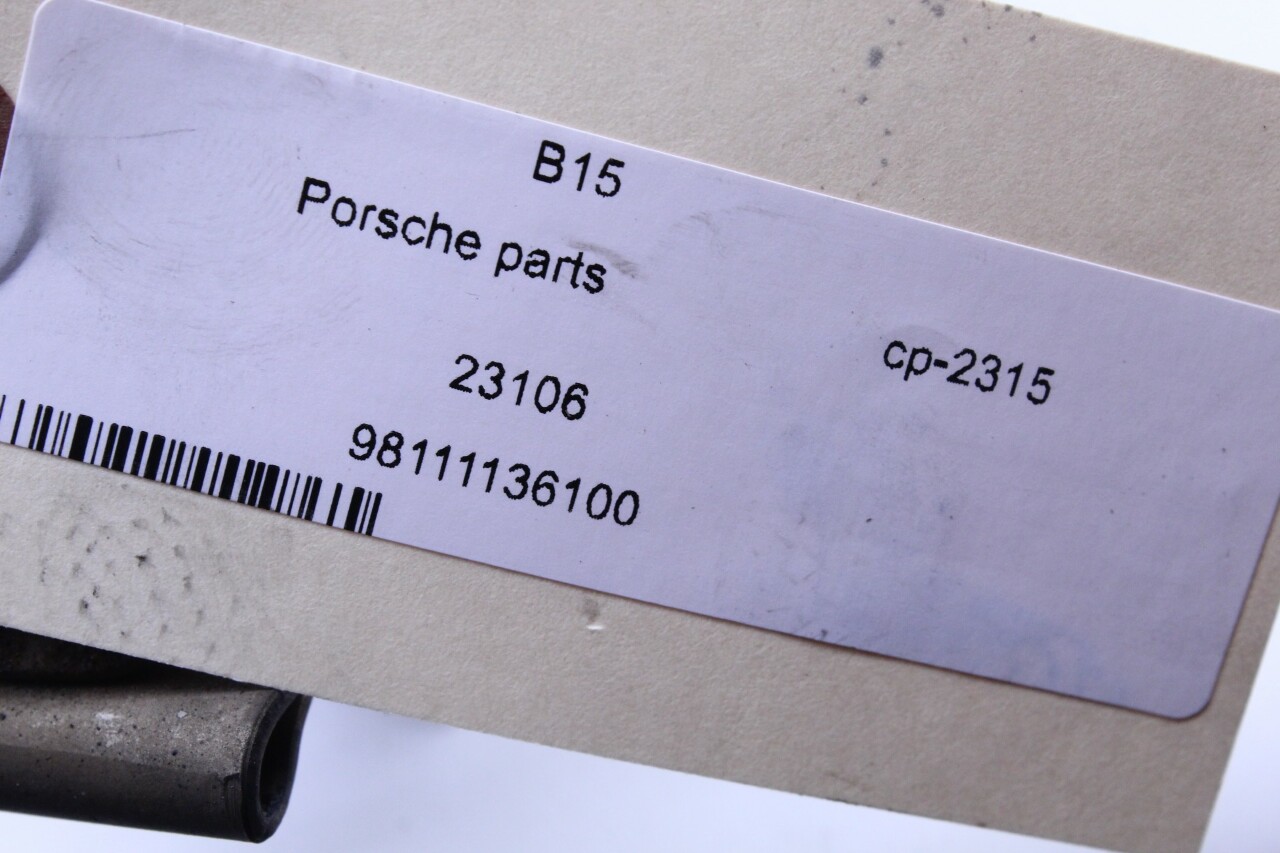 B15
Porsche parts
cp-2315
23106
98111136100